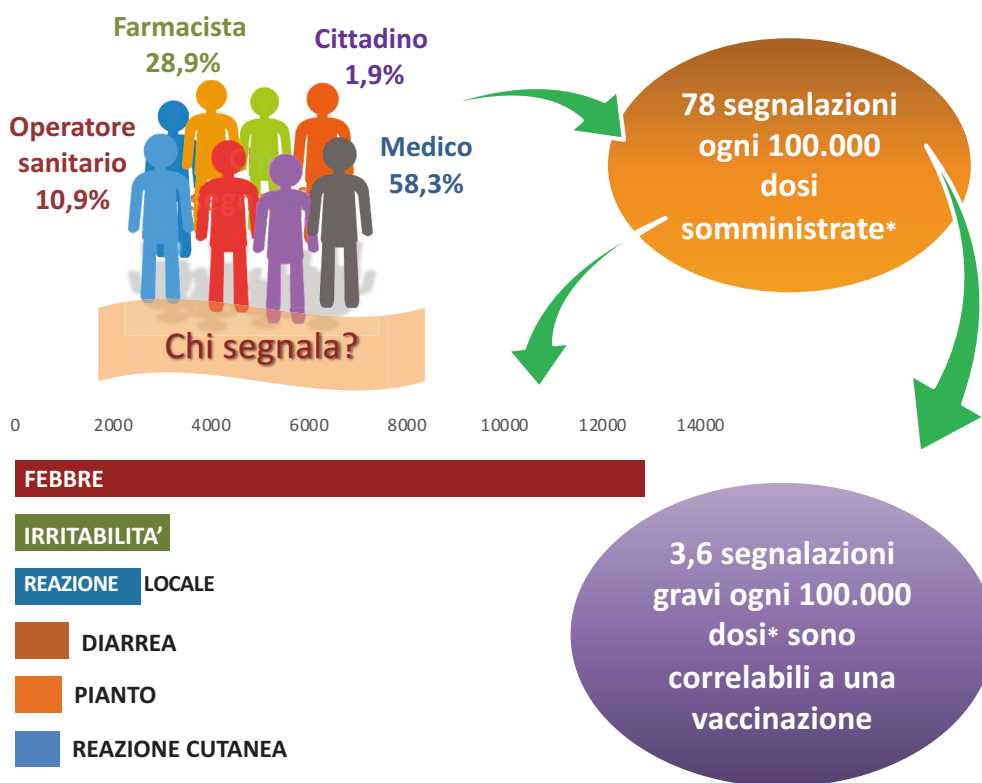 Farmacista
28,9%
Cittadino
1,9%
Operatore
sanitario
10,9%
Medico
58,3%
Chi segnala?
78 segnalazioni
ogni 100.000
dosi
somministrate*
0 2000 4000 6000 8000 10000 12000 14000
FEBBRE
IRRITABILITA’
REAZIONE LOCALE
DIARREA
PIANTO
REAZIONE CUTANEA
3,6 segnalazioni
gravi ogni 100.000
dosi* sono
correlabili a una
vaccinazione